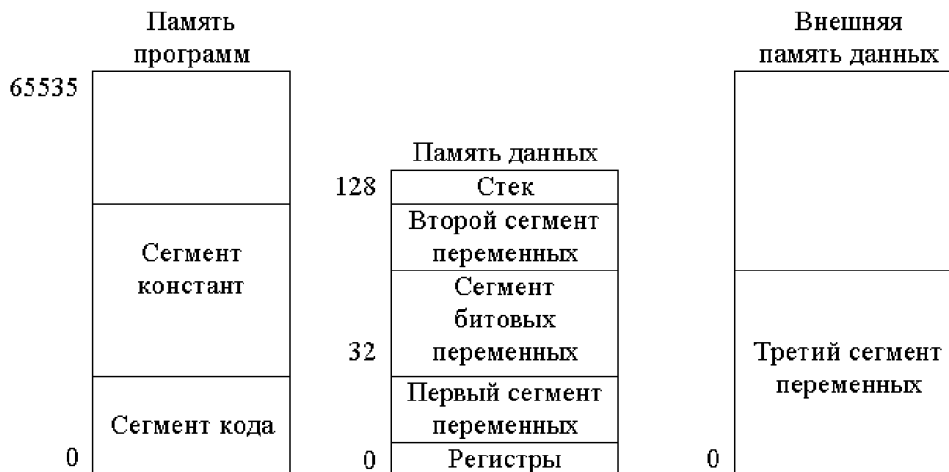 Память
программ
65535
Сегмент
констант
Сегмент кода
0
Память данных
128
Стек
Второй сегмент
переменных
Сегмент
битовых
переменных
32
Первый сегмент
переменных
0
Регистры
Внешняя
память данных
Третий сегмент
переменных
0